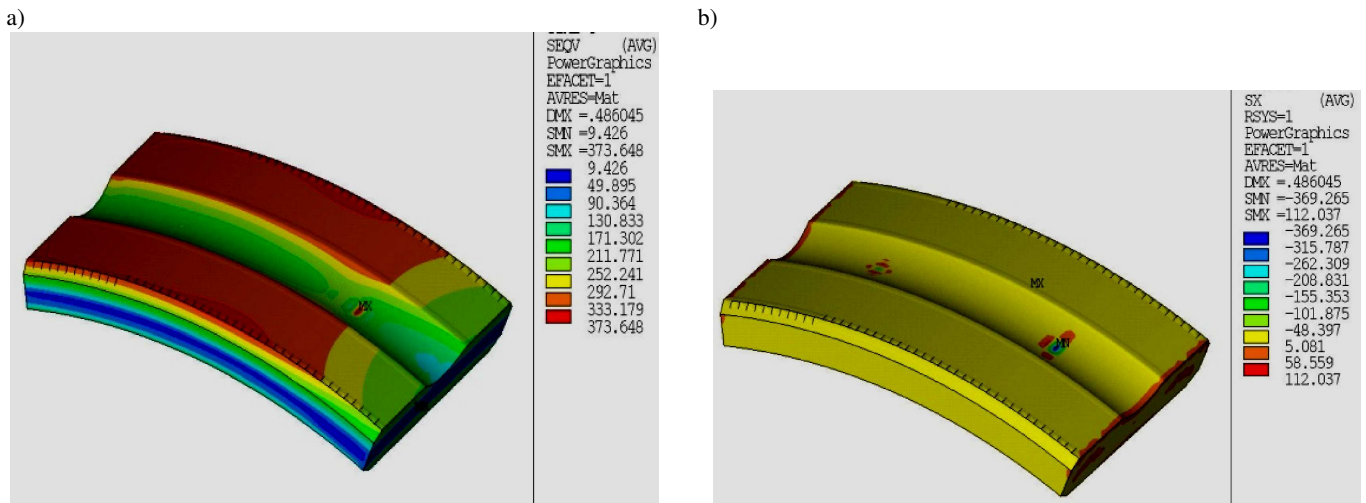 a)
SEQV (AVG)
PowerGraphics
EFACET=1
AVRES=Mat
DMX =.486045
SMN =9.426
SMX =373.648
9.426
49.895
90.364
130.833
171.302
211.771
252.241
292.71
333.179
373.648
MX
b)
SX (AVG)
RSYS=1
PowerGraphics
EFACET=1
AVRES=Mat
DMX =.486045
SMN =-369.265
SMX =112.037
-369.265
-315.787
-262.309
-208.831
-155.353
-101.875
-48.397
5.081
58.559
112.037
MX
MN